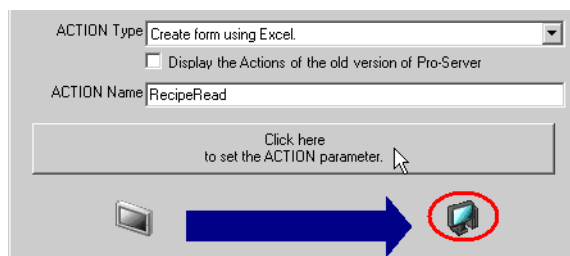 ACTION Type Create form using Excel.
Display the Actions of the old version of Pro-Server
ACTION Name RecipeRead
Click here
to set the ACTION parameter.